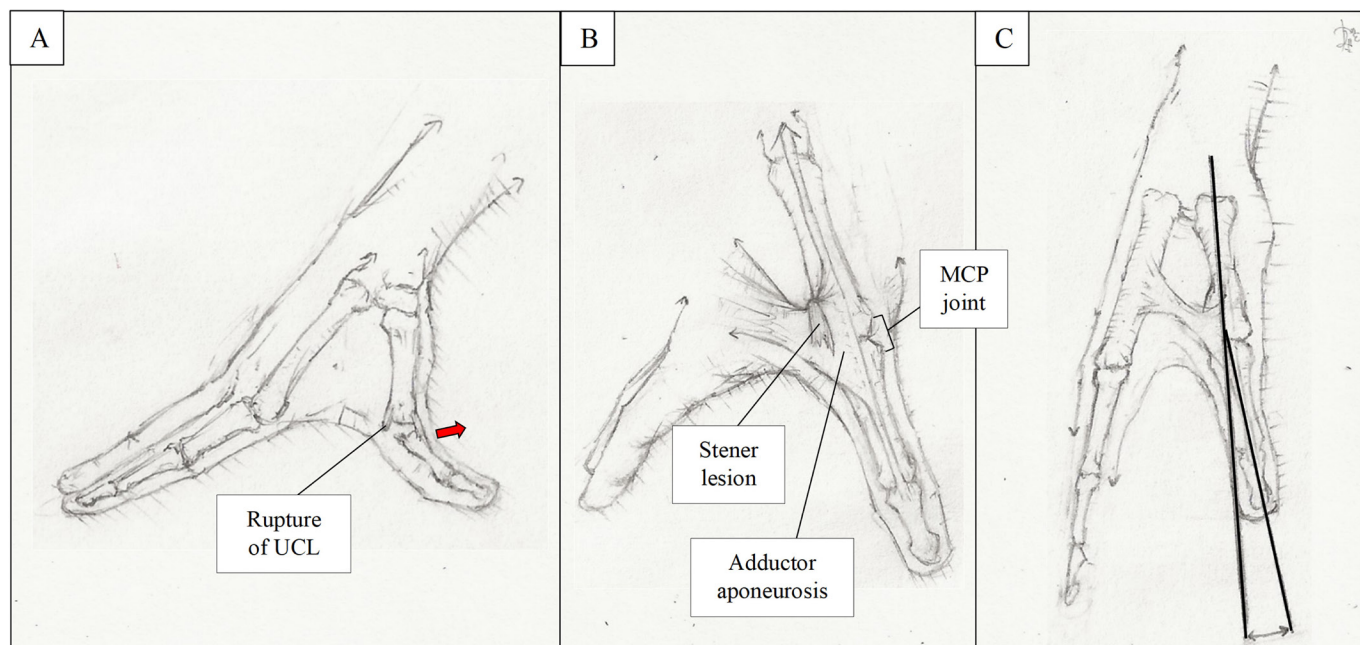 A
B
C
MCP
joint
Stener
lesion
Rupture
of UCL
Adductor
aponeurosis